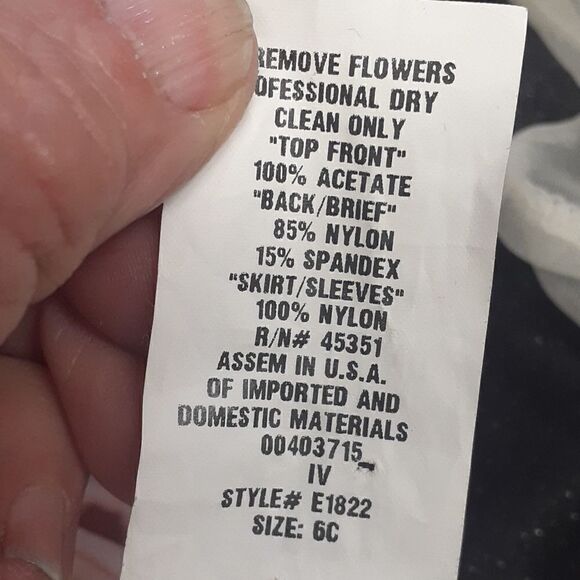 REMOVE FLOWERS
OFESSIONAL DRY
CLEAN ONLY
"TOP FRONT"
100% ACETATE
"BACK/BRIEF"
85% NYLON
15% SPANDEX
"SKIRT/SLEEVES"
100% NYLON
R/N# 45351
ASSEM IN U.S.A.
OF IMPORTED AND
DOMESTIC MATERIALS
00403715_
IV
STYLE# E1822
SIZE: 6C